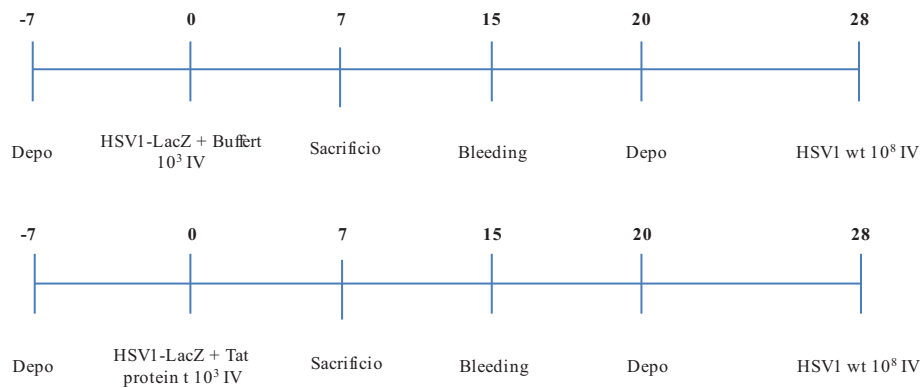 -7 0 7 15 20 28
Depo HSV1-LacZ + Buffert Sacrificio Bleeding Depo HSV1 wt 10⁸ IV
10³ IV
-7 0 7 15 20 28
Depo HSV1-LacZ + Tat Sacrificio Bleeding Depo HSV1 wt 10⁸ IV
protein t 10³ IV